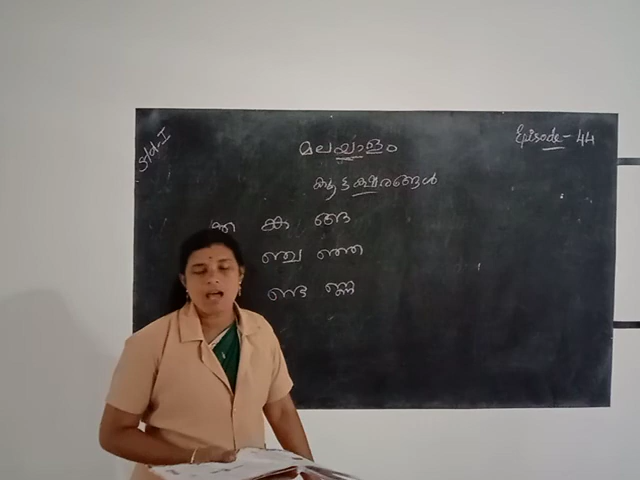 Std-I
മലയാളം
Episode-44
കൂട്ടക്ഷരങ്ങൾ
ങ്ങ
ഞ്ച ഞ്ഞ
ണ്ട ണ്ണ